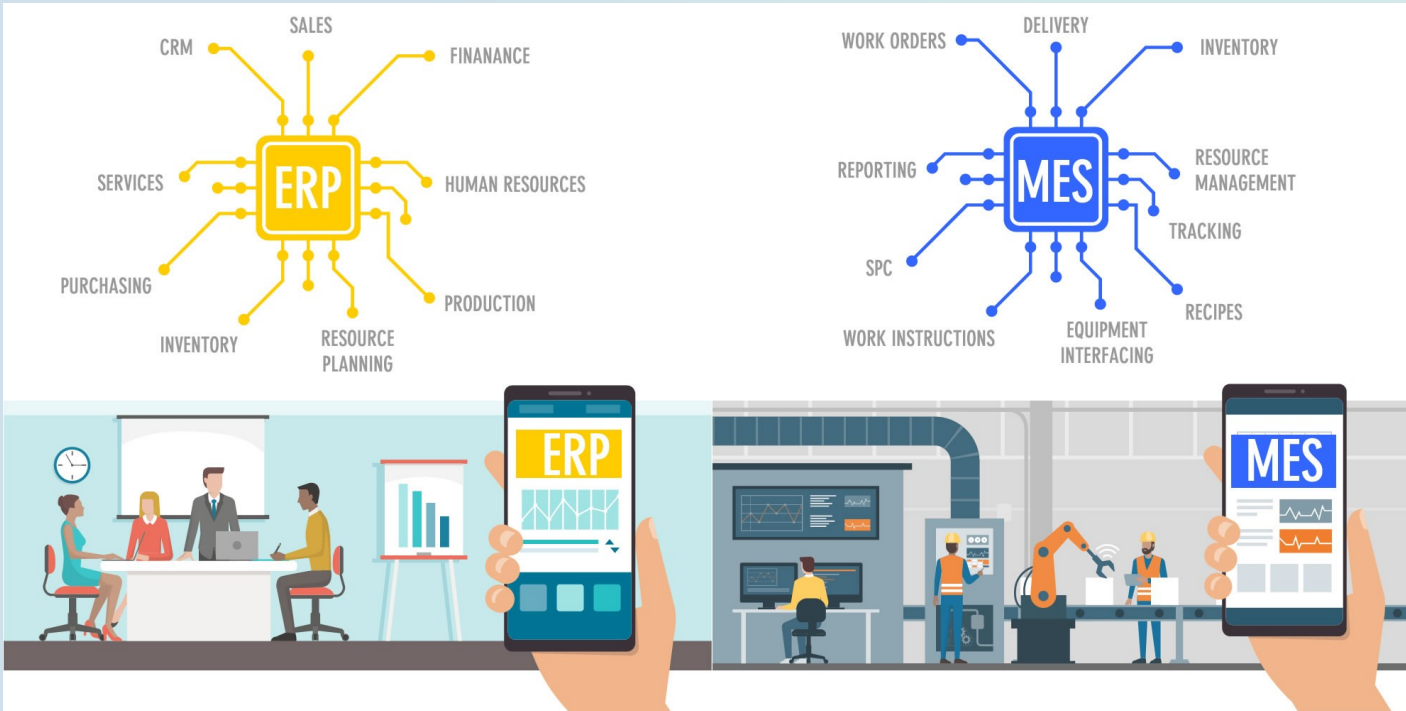 SALES
CRM
FINANANCE
ERP
SERVICES
HUMAN RESOURCES
PURCHASING
PRODUCTION
INVENTORY
RESOURCE
PLANNING
DELIVERY
WORK ORDERS
INVENTORY
MES
REPORTING
RESOURCE
MANAGEMENT
TRACKING
SPC
RECIPES
WORK INSTRUCTIONS
EQUIPMENT
INTERFACING
ERP
MES